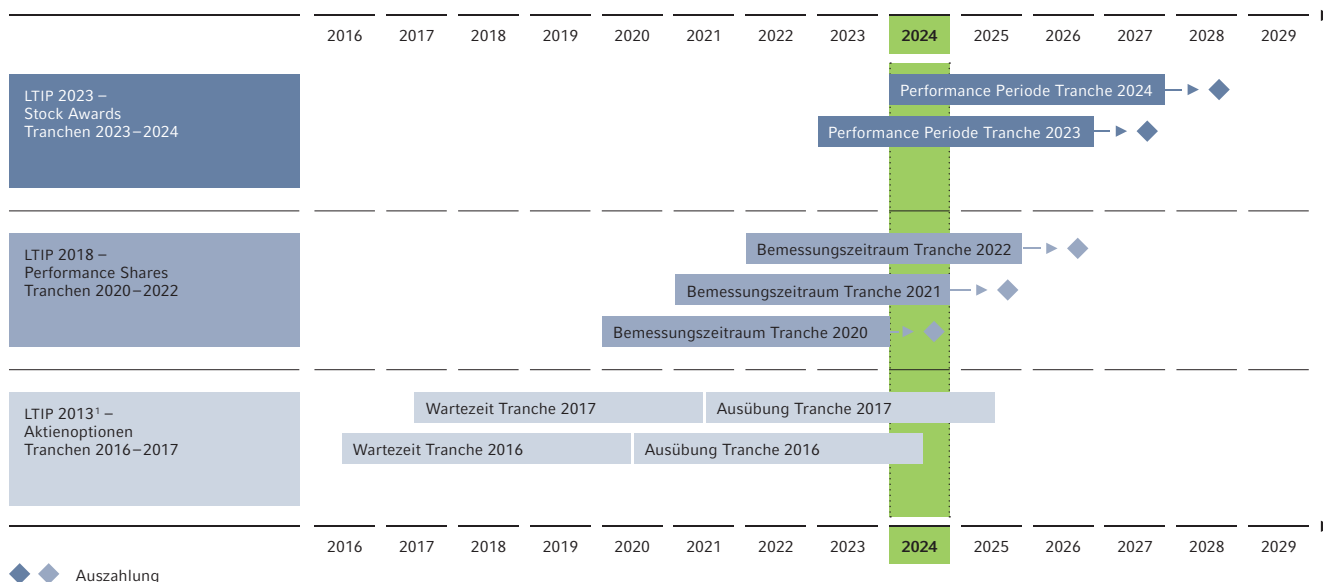 2016 2017 2018 2019 2020 2021 2022 2023 2024 2025 2026 2027 2028 2029
LTIP 2023 –
Stock Awards
Tranchen 2023–2024
Performance Periode Tranche 2024
Performance Periode Tranche 2023
LTIP 2018 –
Performance Shares
Tranchen 2020–2022
Bemessungszeitraum Tranche 2022
Bemessungszeitraum Tranche 2021
Bemessungszeitraum Tranche 2020
LTIP 2013¹ –
Aktienoptionen
Tranchen 2016–2017
Wartezeit Tranche 2017 Ausübung Tranche 2017
Wartezeit Tranche 2016 Ausübung Tranche 2016
2016 2017 2018 2019 2020 2021 2022 2023 2024 2025 2026 2027 2028 2029
Auszahlung